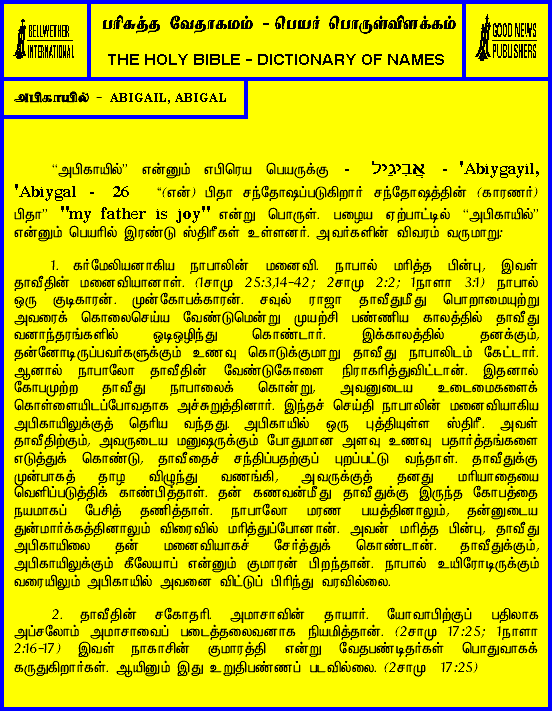 BELLWETHER
INTERNATIONAL
பரிசுத்த வேதாகமம் - பெயர் பொருள்விளக்கம்
THE HOLY BIBLE - DICTIONARY OF NAMES
GOOD NEWS
PUBLISHERS
அபிகாயில் - ABIGAIL, ABIGAL
“அபிகாயில்” என்னும் எபிரெய பெயருக்கு - אֲבִיגַיִל - 'Abiygayil,
'Abiygal - 26 “(என்) பிதா சந்தோஷப்படுகிறார் சந்தோஷத்தின் (காரணர்)
பிதா” "my father is joy" என்று பொருள். பழைய ஏற்பாட்டில் “அபிகாயில்”
என்னும் பெயரில் இரண்டு ஸ்திரீகள் உள்ளனர். அவர்களின் விவரம் வருமாறு:
1. கர்மேலியனாகிய நாபாலின் மனைவி. நாபால் மரித்த பின்பு, இவள்
தாவீதின் மனைவியானாள். (1சாமு 25:3,14-42; 2சாமு 2:2; 1நாளா 3:1) நாபால்
ஒரு குடிகாரன். முன்கோபக்காரன். சவுல் ராஜா தாவீதுமீது பொறாமையுற்று
அவரைக் கொலைசெய்ய வேண்டுமென்று முயற்சி பண்ணிய காலத்தில் தாவீது
வனாந்தரங்களில் ஓடிஒழிந்து கொண்டார். இக்காலத்தில் தனக்கும்,
தன்னோடிருப்பவர்களுக்கும் உணவு கொடுக்குமாறு தாவீது நாபாலிடம் கேட்டார்.
ஆனால் நாபாலோ தாவீதின் வேண்டுகோளை நிராகரித்துவிட்டான். இதனால்
கோபமுற்ற தாவீது நாபாலைக் கொன்று, அவனுடைய உடைமைகளைக்
கொள்ளையிடப்போவதாக அச்சுறுத்தினார். இந்தச் செய்தி நாபாலின் மனைவியாகிய
அபிகாயிலுக்குத் தெரிய வந்தது. அபிகாயில் ஒரு புத்தியுள்ள ஸ்திரீ. அவள்
தாவீதிற்கும், அவருடைய மனுஷருக்கும் போதுமான அளவு உணவு பதார்த்தங்களை
எடுத்துக் கொண்டு, தாவீதைச் சந்திப்பதற்குப் புறப்பட்டு வந்தாள். தாவீதுக்கு
முன்பாகத் தாழ விழுந்து வணங்கி, அவருக்குத் தனது மரியாதையை
வெளிப்படுத்திக் காண்பித்தாள். தன் கணவன்மீது தாவீதுக்கு இருந்த கோபத்தை
நயமாகப் பேசித் தணித்தாள். நாபாலோ மரண பயத்தினாலும், தன்னுடைய
துன்மார்க்கத்தினாலும் விரைவில் மரித்துப்போனான். அவன் மரித்த பின்பு, தாவீது
அபிகாயிலை தன் மனைவியாகச் சேர்த்துக் கொண்டான். தாவீதுக்கும்,
அபிகாயிலுக்கும் கீலேயாப் என்னும் குமாரன் பிறந்தான். நாபால் உயிரோடிருக்கும்
வரையிலும் அபிகாயில் அவனை விட்டுப் பிரிந்து வரவில்லை.
2. தாவீதின் சகோதரி. அமாசாவின் தாயார். யோவாபிற்குப் பதிலாக
அப்சலோம் அமாசாவைப் படைத்தலைவனாக நியமித்தான். (2சாமு 17:25; 1நாளா
2:16-17) இவள் நாகாசின் குமாரத்தி என்று வேதபண்டிதர்கள் பொதுவாகக்
கருதுகிறார்கள். ஆயினும் இது உறுதிபண்ணப் படவில்லை. (2சாமு 17:25)